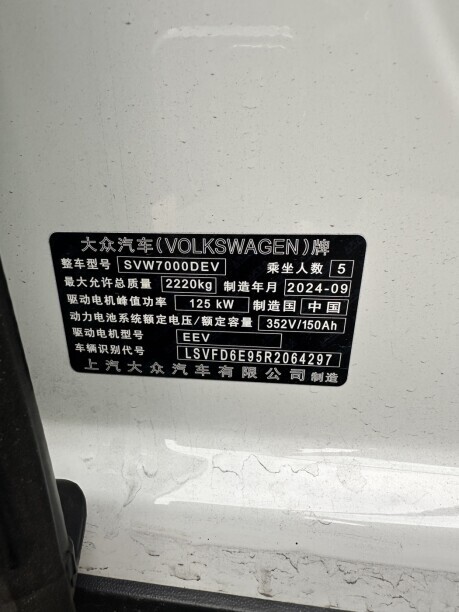 大众汽车(VOLKSWAGEN)牌
整车型号 SVW7000DEV 乘坐人数 5
最大允许总质量 2220kg 制造年月 2024-09
驱动电机峰值功率 125 kW 制造国 中国
动力电池系统额定电压/额定容量 352V/150Ah
驱动电机型号 EEV
车辆识别代号 LSVFD6E95R2064297
上汽大众汽车有限公司 制造